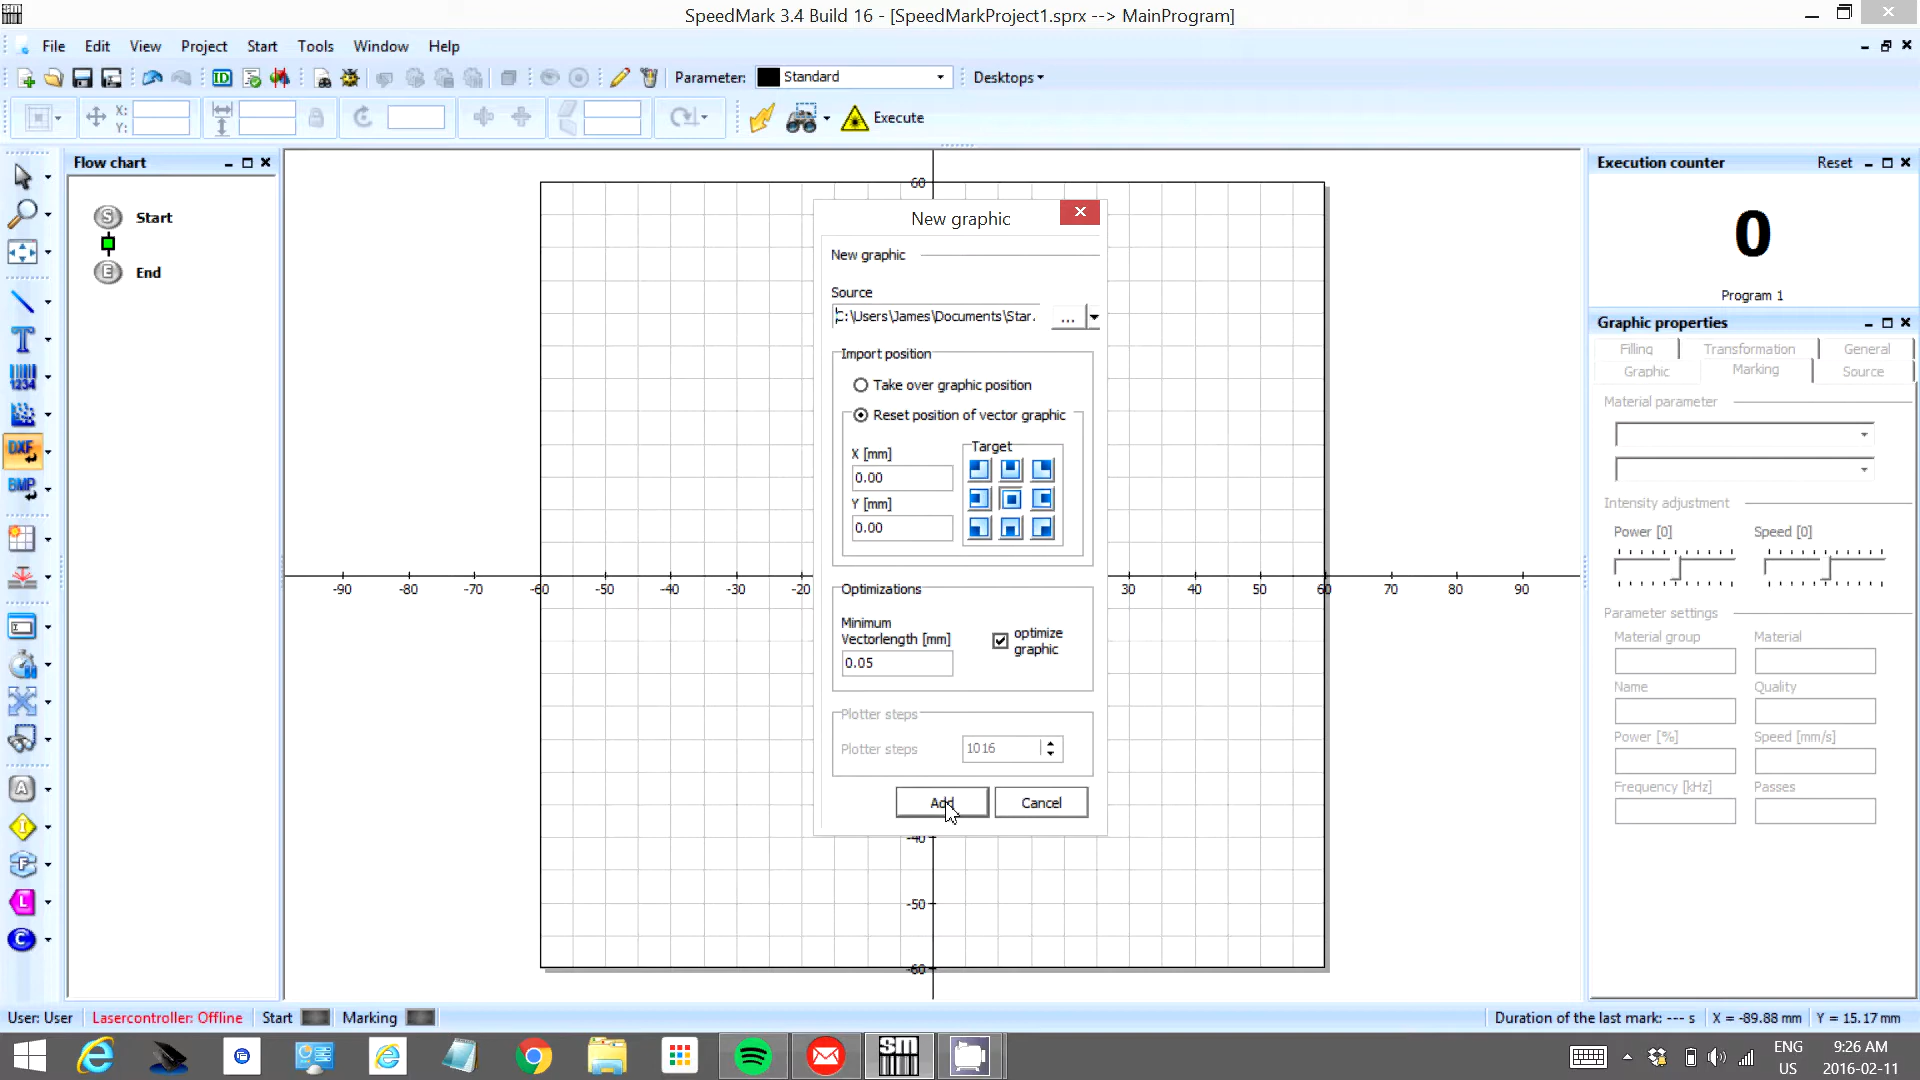 SpeedMark 3.4 Build 16 - [SpeedMarkProject1.sprx --> MainProgram]
File Edit View Project Start Tools Window Help
ID Parameter: Standard Desktops
X:
Y:
Execute
Flow chart
S Start
E End
T
1234
DXF
BMP
A
F
L
C
60
-90 -80 -70 -60 -50 -40 -30 -20 30 40 50 60 70 80 90
-40
-50
-60
New graphic
New graphic
Source
C:\Users\James\Documents\Star.
...
Import position
Take over graphic position
Reset position of vector graphic
X [mm]
0.00
Y [mm]
0.00
Target
Optimizations
Minimum
Vectorlength [mm]
0.05
optimize
graphic
Plotter steps
Plotter steps 1016
Add Cancel
Execution counter Reset
0
Program 1
Graphic properties
Filling Transformation General
Graphic Marking Source
Material parameter
Intensity adjustment
Power [0] Speed [0]
Parameter settings
Material group Material
Name Quality
Power [%] Speed [mm/s]
Frequency [kHz] Passes
User: User Lasercontroller: Offline Start Marking Duration of the last mark: --- s X = -89.88 mm Y = 15.17 mm
sm
ENG
US
9:26 AM
2016-02-11